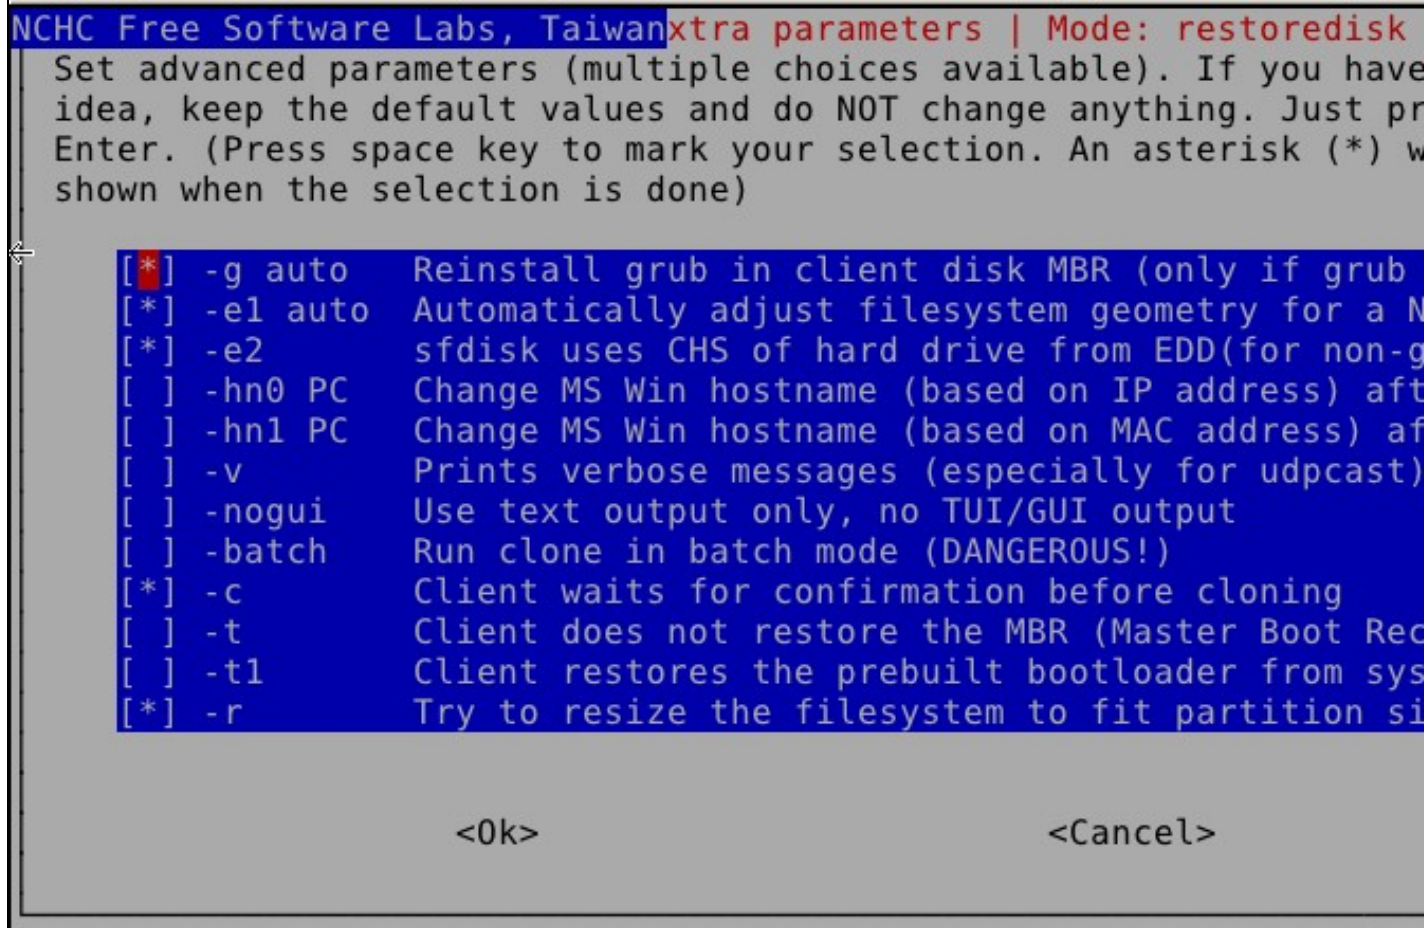 NCHC Free Software Labs, Taiwanxtra parameters | Mode: restoredisk
Set advanced parameters (multiple choices available). If you have
idea, keep the default values and do NOT change anything. Just pr
Enter. (Press space key to mark your selection. An asterisk (*) w
shown when the selection is done)
[*] -g auto Reinstall grub in client disk MBR (only if grub
[*] -e1 auto Automatically adjust filesystem geometry for a N
[*] -e2 sfdisk uses CHS of hard drive from EDD(for non-g
[ ] -hn0 PC Change MS Win hostname (based on IP address) aft
[ ] -hn1 PC Change MS Win hostname (based on MAC address) af
[ ] -v Prints verbose messages (especially for udpcast)
[ ] -nogui Use text output only, no TUI/GUI output
[ ] -batch Run clone in batch mode (DANGEROUS!)
[*] -c Client waits for confirmation before cloning
[ ] -t Client does not restore the MBR (Master Boot Rec
[ ] -t1 Client restores the prebuilt bootloader from sys
[*] -r Try to resize the filesystem to fit partition si
<Ok> <Cancel>